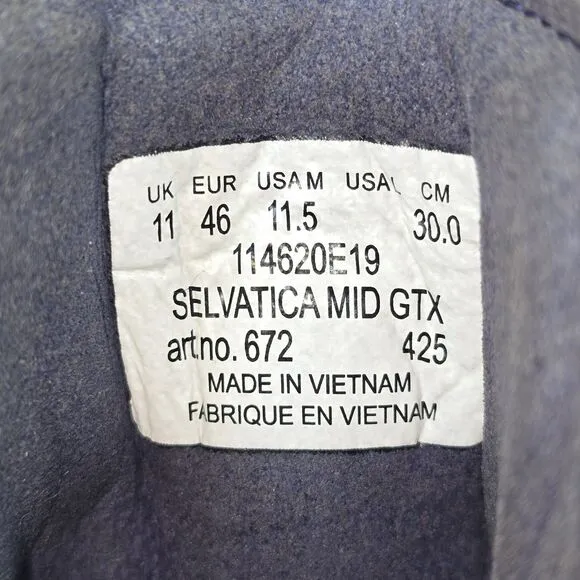 UK EUR USA M USAL CM
11 46 11.5 30.0
114620E19
SELVATICA MID GTX
art.no. 672 425
MADE IN VIETNAM
FABRIQUE EN VIETNAM